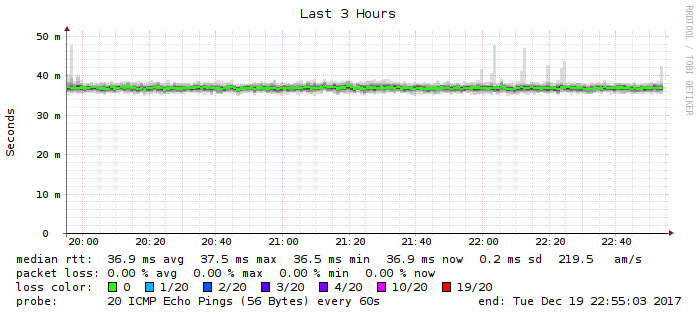 Last 3 Hours
RRDTOOL / TOBI OETIKER
Seconds
50 m
40 m
30 m
20 m
10 m
0
20:00 20:20 20:40 21:00 21:20 21:40 22:00 22:20 22:40
median rtt: 36.9 ms avg 37.5 ms max 36.5 ms min 36.9 ms now 0.2 ms sd 219.5 am/s
packet loss: 0.00 % avg 0.00 % max 0.00 % min 0.00 % now
loss color: 0 1/20 2/20 3/20 4/20 10/20 19/20
probe: 20 ICMP Echo Pings (56 Bytes) every 60s end: Tue Dec 19 22:55:03 2017